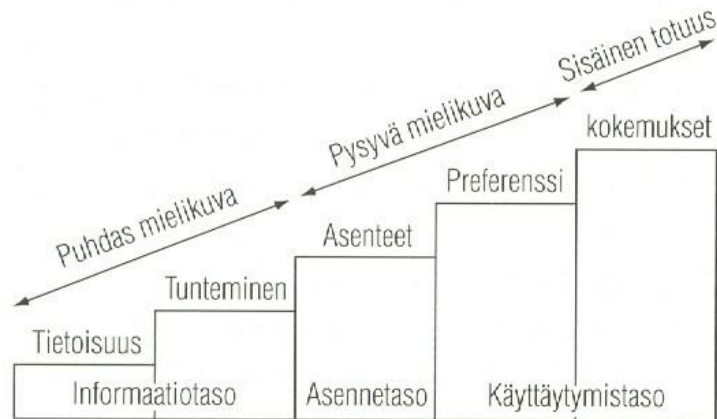 Sisäinen totuus
Pysyvä mielikuva
Puhdas mielikuva
kokemukset
Preferenssi
Asenteet
Tunteminen
Tietoisuus
Informaatiotaso
Asennetaso
Käyttäytymistaso